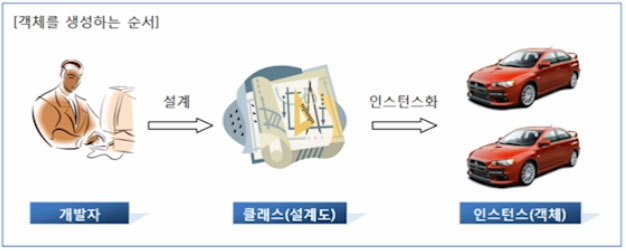 [객체를 생성하는 순서]
설계
인스턴스화
개발자
클래스(설계도)
인스턴스(객체)